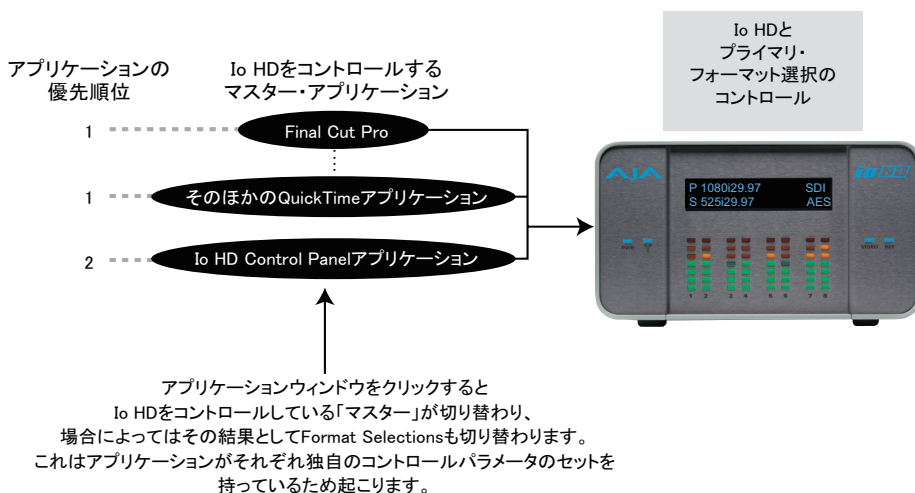 Io HDと
プライマリ・
フォーマット選択の
コントロール
アプリケーションの
優先順位
Io HDをコントロールする
マスター・アプリケーション
1
Final Cut Pro
1
そのほかのQuickTimeアプリケーション
2
Io HD Control Panelアプリケーション
AJA
io HD
P 1080i29.97 SDI
S 525i29.97 AES
VIDEO REF
1 2 3 4 5 6 7 8
アプリケーションウィンドウをクリックすると
Io HDをコントロールしている「マスター」が切り替わり、
場合によってはその結果としてFormat Selectionsも切り替わります。
これはアプリケーションがそれぞれ独自のコントロールパラメータのセットを
持っているため起こります。